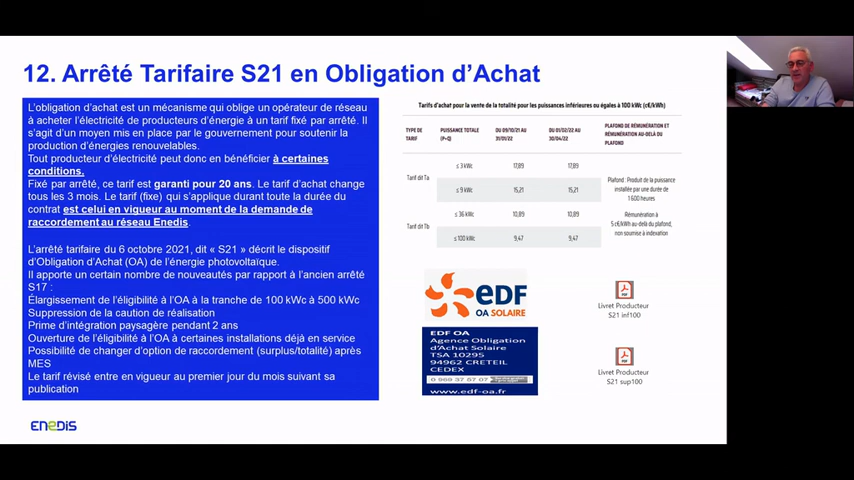 12. Arrêté Tarifaire S21 en Obligation d'Achat
L'obligation d'achat est un mécanisme qui oblige un opérateur de réseau
à acheter l'électricité de producteurs d'énergie à un tarif fixé par arrêté. Il
s'agit d'un moyen mis en place par le gouvernement pour soutenir la
production d'énergies renouvelables.
Tout producteur d'électricité peut donc en bénéficier à certaines
conditions.
Fixé par arrêté, ce tarif est garanti pour 20 ans. Le tarif d'achat change
tous les 3 mois. Le tarif (fixe) qui s'applique durant toute la durée du
contrat est celui en vigueur au moment de la demande de
raccordement au réseau Enedis.
L'arrêté tarifaire du 6 octobre 2021, dit « S21 » décrit le dispositif
d'Obligation d'Achat (OA) de l'énergie photovoltaïque.
Il apporte un certain nombre de nouveautés par rapport à l'ancien arrêté
S17 :
Élargissement de l'éligibilité à l'OA à la tranche de 100 kWc à 500 kWc
Suppression de la caution de réalisation
Prime d'intégration paysagère pendant 2 ans
Ouverture de l'éligibilité à l'OA à certaines installations déjà en service
Possibilité de changer d'option de raccordement (surplus/totalité) après
MES
Le tarif révisé entre en vigueur au premier jour du mois suivant sa
publication
Tarifs d'achat pour la vente de la totalité pour les puissances inférieures ou égales à 100 kWc (c€/kWh)
TYPE DE TARIF
PUISSANCE TOTALE (P+Q)
DU 09/10/21 AU 31/01/22
DU 01/02/22 AU 30/04/22
PLAFOND DE RÉMUNÉRATION ET RÉMUNÉRATION AU-DELÀ DU PLAFOND
Tarif dit Ta
≤ 3 kWc 17,89 17,89
≤ 9 kWc 15,21 15,21
Tarif dit Tb
≤ 36 kWc 10,89 10,89
≤ 100 kWc 9,47 9,47
Plafond : Produit de la puissance
installée par une durée de
1 600 heures
Rémunération à
5 c€/kWh au-delà du plafond,
non soumise à indexation
eDF
OA SOLAIRE
EDF OA
Agence Obligation
d'Achat Solaire
TSA 10295
94962 CRETEIL
CEDEX
www.edf-oa.fr
PDF
Livret Producteur
S21 inf100
PDF
Livret Producteur
S21 sup100
ENEDIS